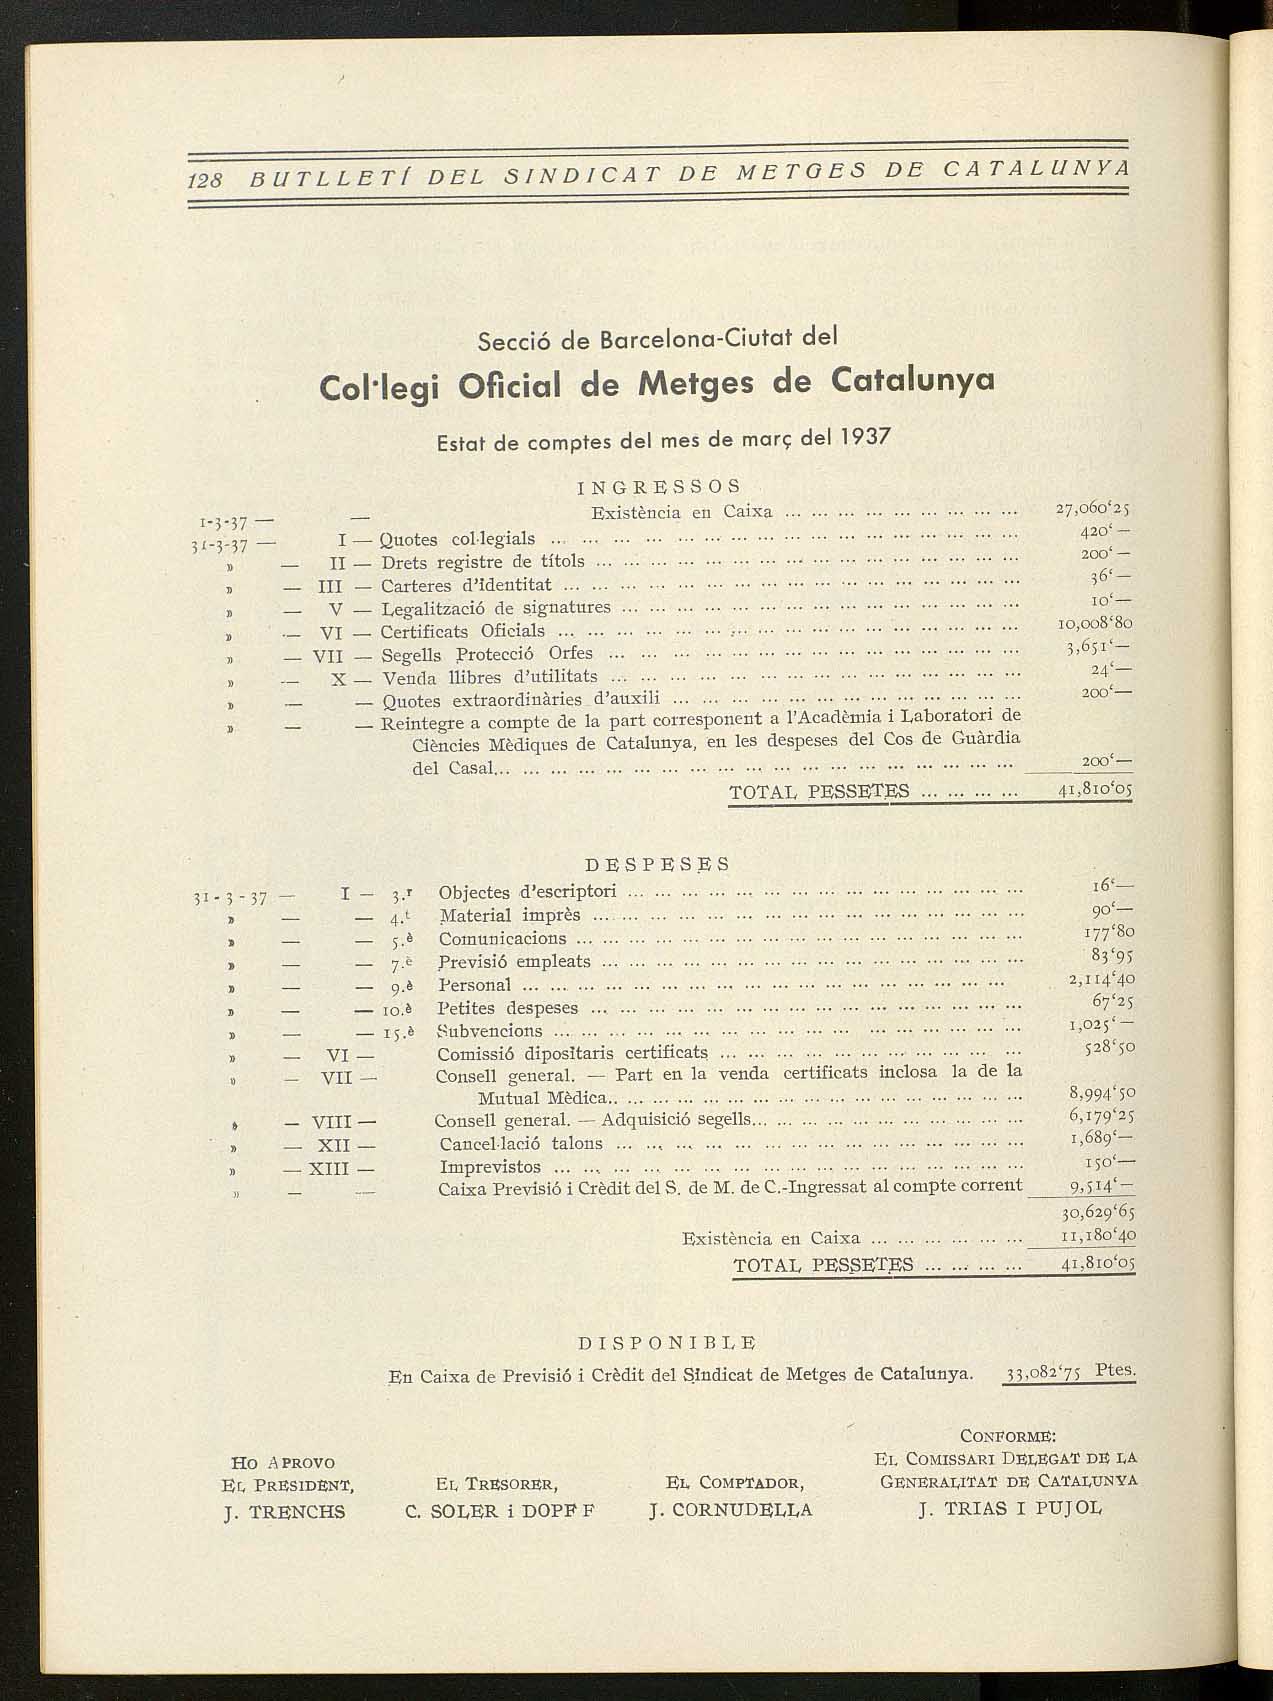 128 BUTLLETÍ DEL SINDICAT DE METGES DE CATALUNYA
Secció de Barcelona-Ciutat del
Col·legi Oficial de Metges de Catalunya
Estat de comptes del mes de març del 1937
INGRESSOS
1-3-37 — — Existència en Caixa ... ... ... ... ... ... ... ... ... 27,060‘25
31-3-37 — I — Quotes col·legials ... ... ... ... ... ... ... ... ... ... ... ... ... ... ... ... 420‘—
» — II — Drets registre de títols ... ... ... ... ... ... ... ... ... ... ... ... ... ... ... 200‘—
» — III — Carteres d'identitat ... ... ... ... ... ... ... ... ... ... ... ... ... ... ... ... 36‘—
» — V — Legalització de signatures ... ... ... ... ... ... ... ... ... ... ... ... ... ... 10‘—
» — VI — Certificats Oficials ... ... ... ... ... ... ... ... ... ... ... ... ... ... ... ... 10,008‘80
» — VII — Segells Protecció Orfes ... ... ... ... ... ... ... ... ... ... ... ... ... ... 3,651‘—
» — X — Venda llibres d'utilitats ... ... ... ... ... ... ... ... ... ... ... ... ... ... 24‘—
» — — Quotes extraordinàries d'auxili ... ... ... ... ... ... ... ... ... ... ... ... 200‘—
» — — Reintegre a compte de la part corresponent a l'Acadèmia i Laboratori de
Ciències Mèdiques de Catalunya, en les despeses del Cos de Guàrdia
del Casal... ... ... ... ... ... ... ... ... ... ... ... ... ... ... ... ... ... ... 200‘—
TOTAL PESSETES ... ... ... ... 41,810‘05
DESPESES
31-3-37 — I — 3.r Objectes d'escriptori ... ... ... ... ... ... ... ... ... ... ... ... ... ... ... 16‘—
» — — 4.t Material imprès ... ... ... ... ... ... ... ... ... ... ... ... ... ... ... ... 90‘—
» — — 5.è Comunicacions ... ... ... ... ... ... ... ... ... ... ... ... ... ... ... ... ... 177‘80
» — — 7.è Previsió empleats ... ... ... ... ... ... ... ... ... ... ... ... ... ... ... ... 83‘95
» — — 9.è Personal ... ... ... ... ... ... ... ... ... ... ... ... ... ... ... ... ... ... 2,114‘40
» — — 10.è Petites despeses ... ... ... ... ... ... ... ... ... ... ... ... ... ... ... ... 67‘25
» — — 15.è Subvencions ... ... ... ... ... ... ... ... ... ... ... ... ... ... ... ... ... 1,025‘—
» — VI — Comissió dipositaris certificats ... ... ... ... ... ... ... ... ... ... ... 528‘50
» — VII — Consell general. — Part en la venda certificats inclosa la de la
Mutual Mèdica.. ... ... ... ... ... ... ... ... ... ... ... ... ... ... ... 8,994‘50
» — VIII — Consell general. — Adquisició segells... ... ... ... ... ... ... ... ... ... 6,179‘25
» — XII — Cancel·lació talons ... ... ... ... ... ... ... ... ... ... ... ... ... ... ... 1,689‘—
» — XIII — Imprevistos ... ... ... ... ... ... ... ... ... ... ... ... ... ... ... ... ... 150‘—
» — — Caixa Previsió i Crèdit del S. de M. de C.-Ingressat al compte corrent 9,514‘—
30,629‘65
Existència en Caixa ... ... ... ... ... ... 11,180‘40
TOTAL PESSETES ... ... ... ... 41,810‘05
DISPONIBLE
En Caixa de Previsió i Crèdit del Sindicat de Metges de Catalunya. 33,082‘75 Ptes.
HO APROVO
EL PRESIDENT,
J. TRENCHS
EL TRESORER,
C. SOLER i DOPFF
EL COMPTADOR,
J. CORNUDELLA
CONFORME:
EL COMISSARI DELEGAT DE LA
GENERALITAT DE CATALUNYA
J. TRIAS I PUJOL